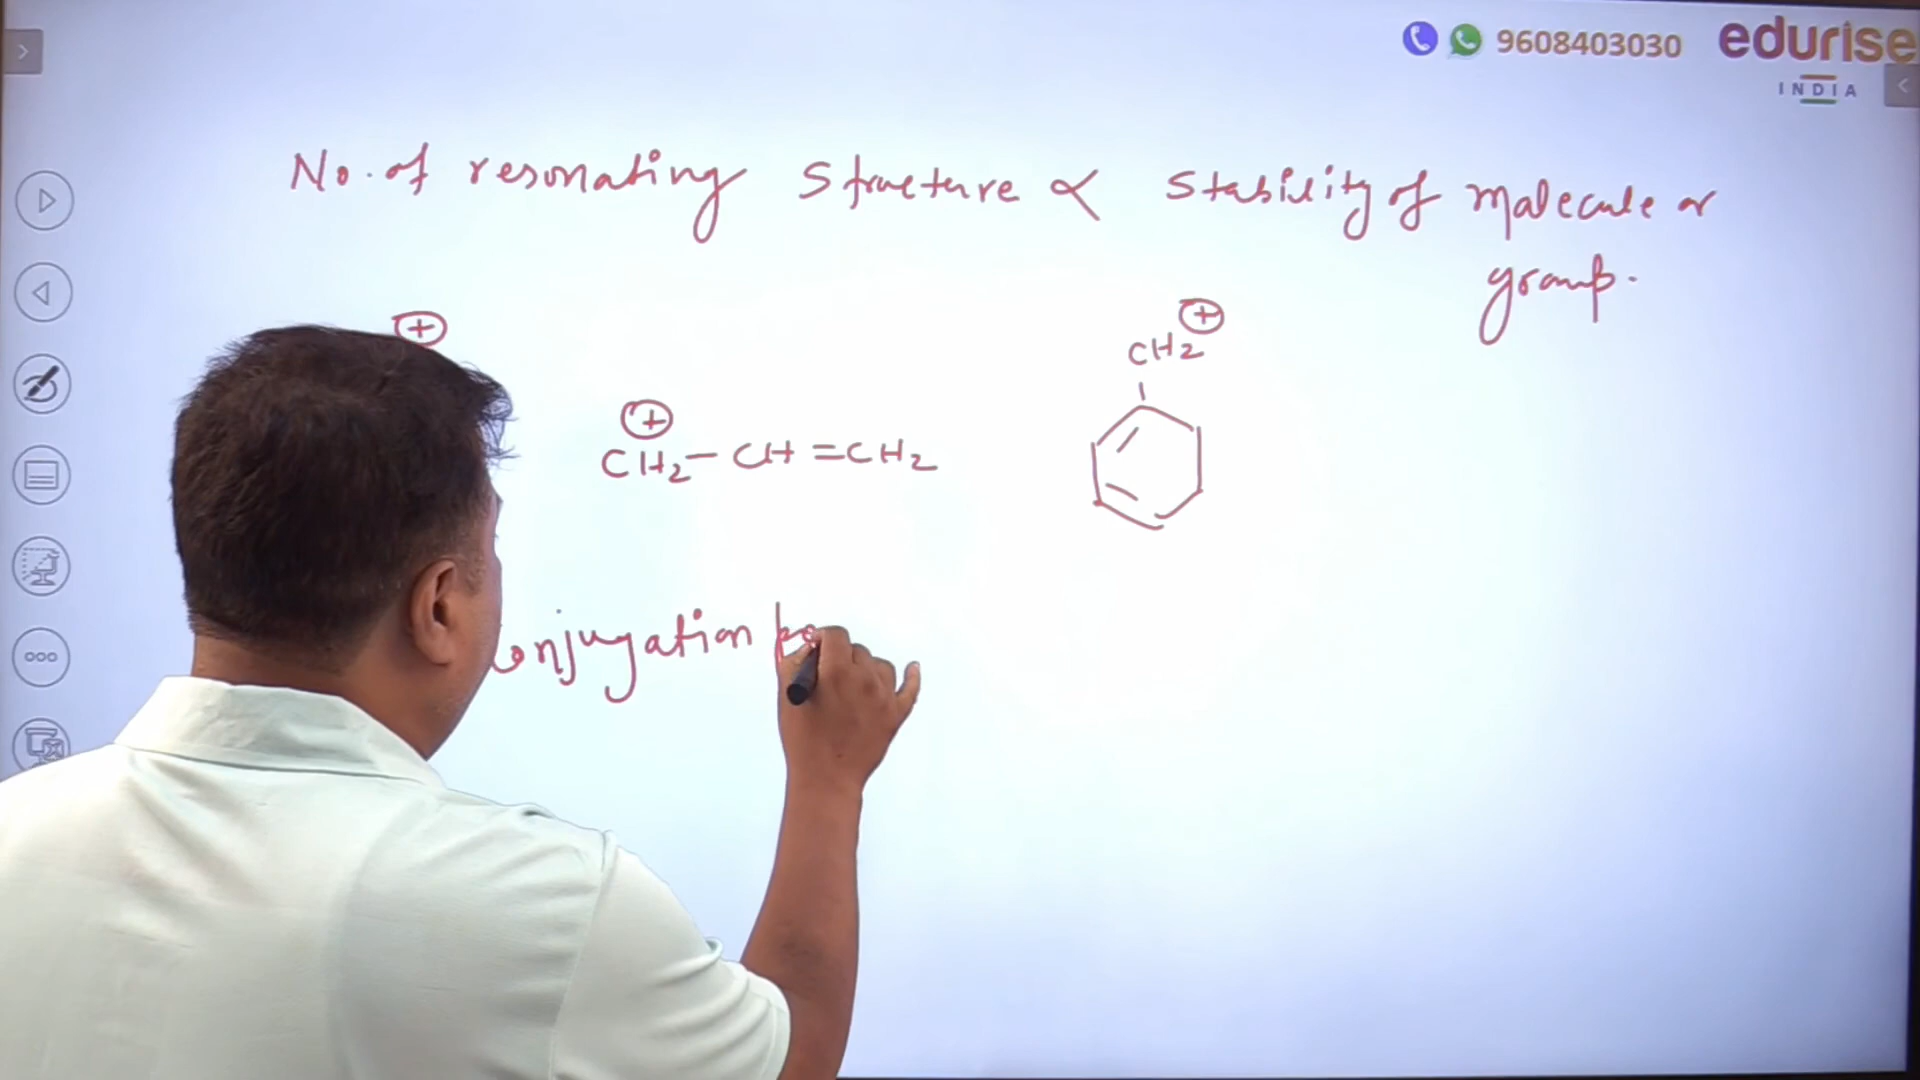 9608403030 edurise
INDIA
No. of resonating structure ∝ stability of molecule or
group.
⊕
⊕
CH2
⊕
CH2-CH=CH2
onjugation